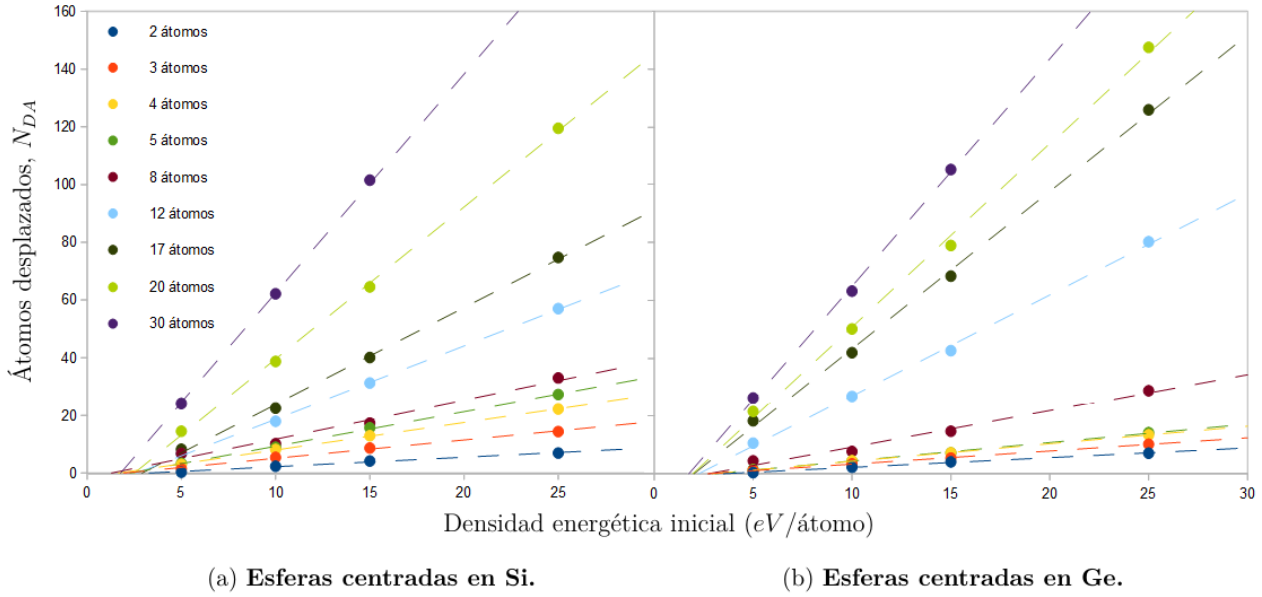 160
140
120
100
80
60
40
20
0
Átomos desplazados, N_{DA}
2 átomos
3 átomos
4 átomos
5 átomos
8 átomos
12 átomos
17 átomos
20 átomos
30 átomos
0 5 10 15 20 25 0 5 10 15 20 25 30
Densidad energética inicial (eV/átomo)
(a) Esferas centradas en Si. (b) Esferas centradas en Ge.